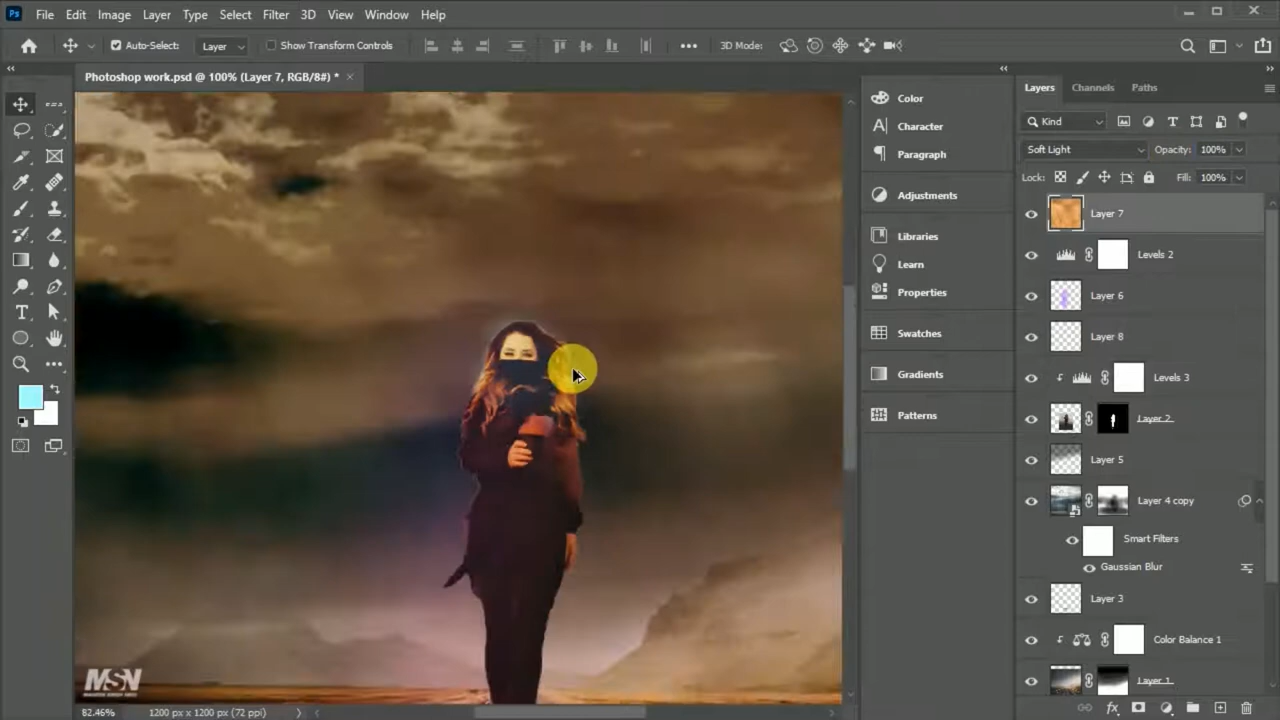 Ps File Edit Image Layer Type Select Filter 3D View Window Help
Auto-Select: Layer Show Transform Controls 3D Mode:
Photoshop work.psd @ 100% (Layer 7, RGB/8#) *
Color
Character
Paragraph
Adjustments
Libraries
Learn
Properties
Swatches
Gradients
Patterns
Layers Channels Paths
Kind
Soft Light Opacity: 100%
Lock: Fill: 100%
Layer 7
Levels 2
Layer 6
Layer 8
Levels 3
Layer 2
Layer 5
Layer 4 copy
Smart Filters
Gaussian Blur
Layer 3
Color Balance 1
Layer 1
MSN
82.46% 1200 px x 1200 px (72 ppi)